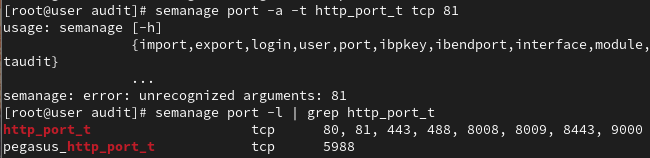 [root@user audit]# semanage port -a -t http_port_t tcp 81
usage: semanage [-h]
{import,export,login,user,port,ibpkey,ibendport,interface,module,
taudit}
...
semanage: error: unrecognized arguments: 81
[root@user audit]# semanage port -l | grep http_port_t
http_port_t tcp 80, 81, 443, 488, 8008, 8009, 8443, 9000
pegasus_http_port_t tcp 5988